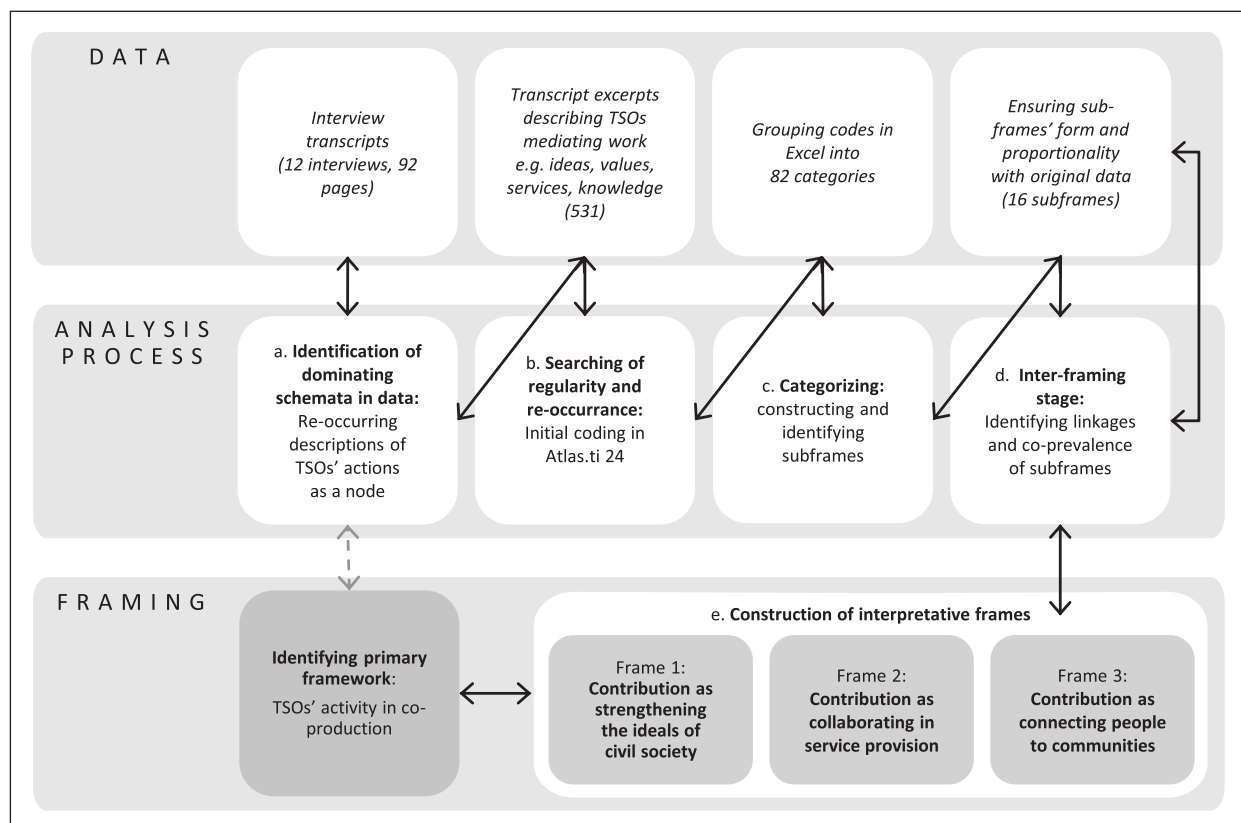 DATA
Interview
transcripts
(12 interviews, 92
pages)
Transcript excerpts
describing TSOs
mediating work
e.g. ideas, values,
services, knowledge
(531)
Grouping codes in
Excel into
82 categories
Ensuring sub-
frames’ form and
proportionality
with original data
(16 subframes)
ANALYSIS
PROCESS
a. Identification of
dominating
schemata in data:
Re-occurring
descriptions of
TSOs’ actions
as a node
b. Searching of
regularity and
re-occurrance:
Initial coding in
Atlas.ti 24
c. Categorizing:
constructing and
identifying
subframes
d. Inter-framing
stage:
Identifying linkages
and co-prevalence
of subframes
FRAMING
Identifying primary
framework:
TSOs’ activity in co-
production
e. Construction of interpretative frames
Frame 1:
Contribution as
strengthening
the ideals of
civil society
Frame 2:
Contribution as
collaborating in
service provision
Frame 3:
Contribution as
connecting people
to communities